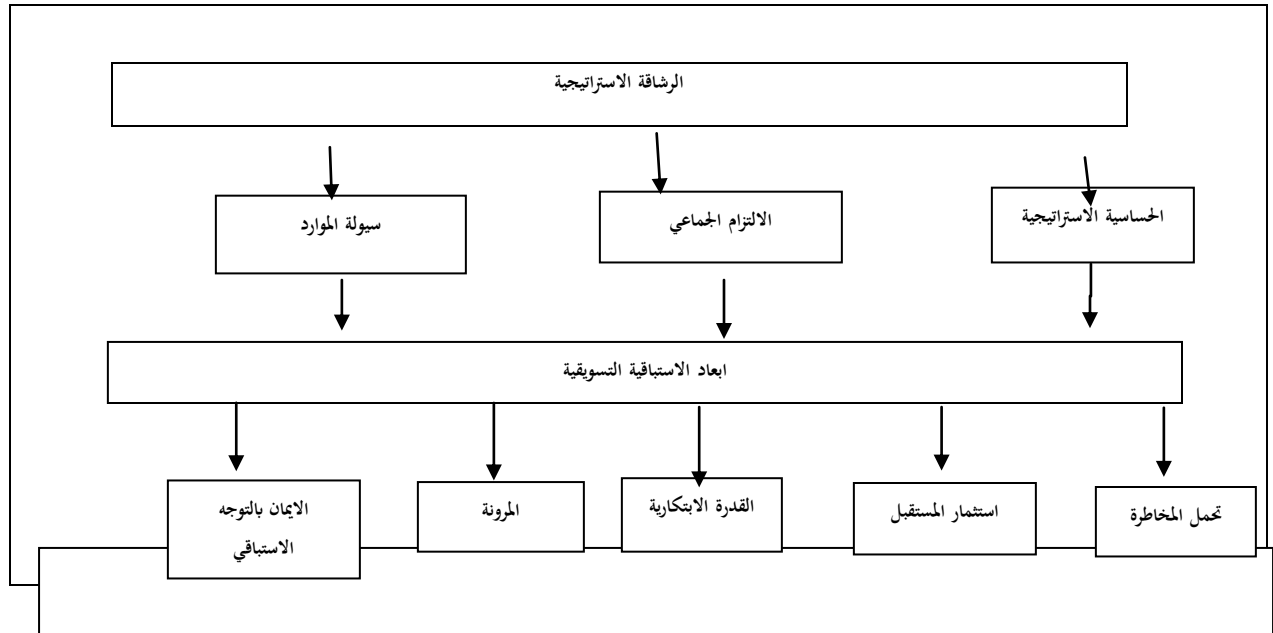 الرشاقة الاستراتيجية
الحساسية الاستراتيجية
الالتزام الجماعي
سيولة الموارد
ابعاد الاستباقية التسويقية
تحمل المخاطرة
استثمار المستقبل
القدرة الابتكارية
المرونة
الايمان بالتوجه
الاستباقي